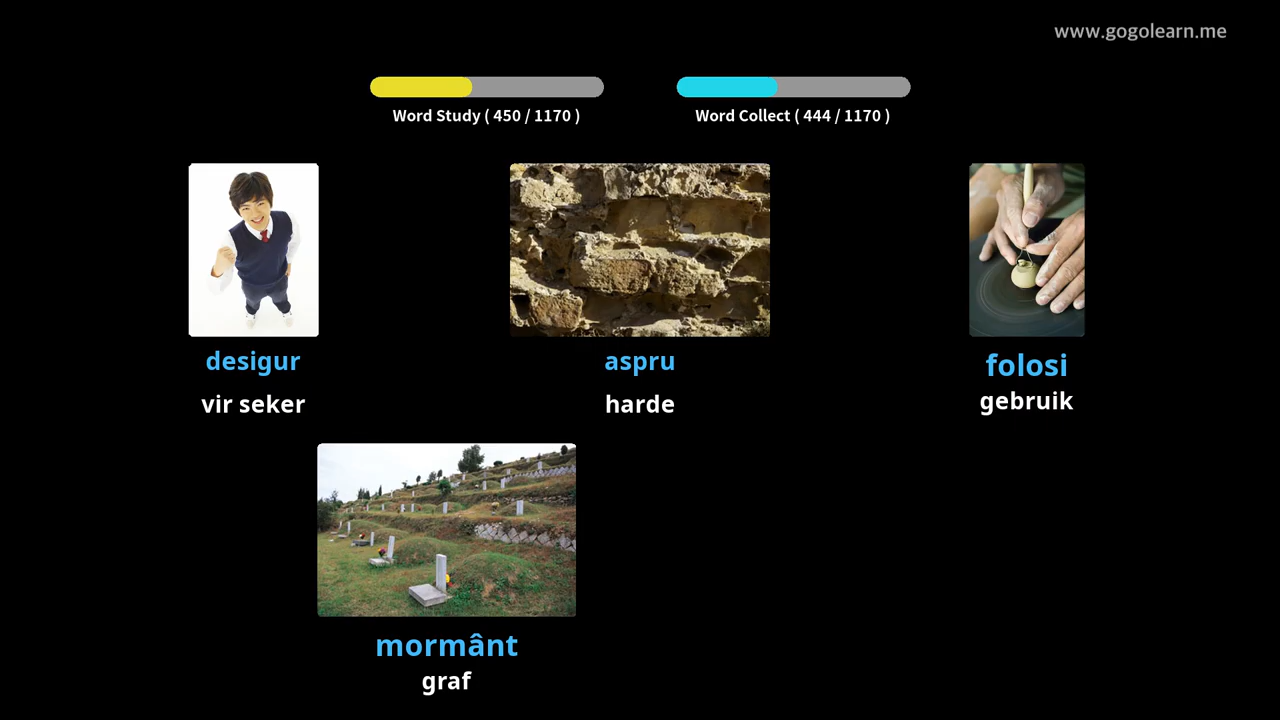 www.gogolearn.me
Word Study ( 450 / 1170 )
Word Collect ( 444 / 1170 )
desigur
vir seker
aspru
harde
folosi
gebruik
mormânt
graf